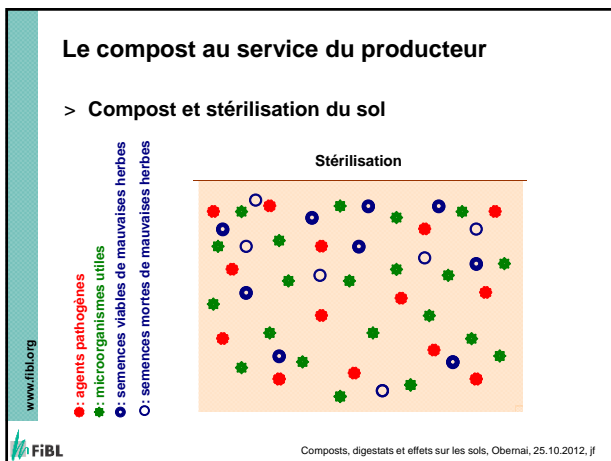 Le compost au service du producteur
> Compost et stérilisation du sol
Stérilisation
: agents pathogènes
: microorganismes utiles
: semences viables de mauvaises herbes
: semences mortes de mauvaises herbes
www.fibl.org
FiBL
Composts, digestats et effets sur les sols, Obernai, 25.10.2012, jf